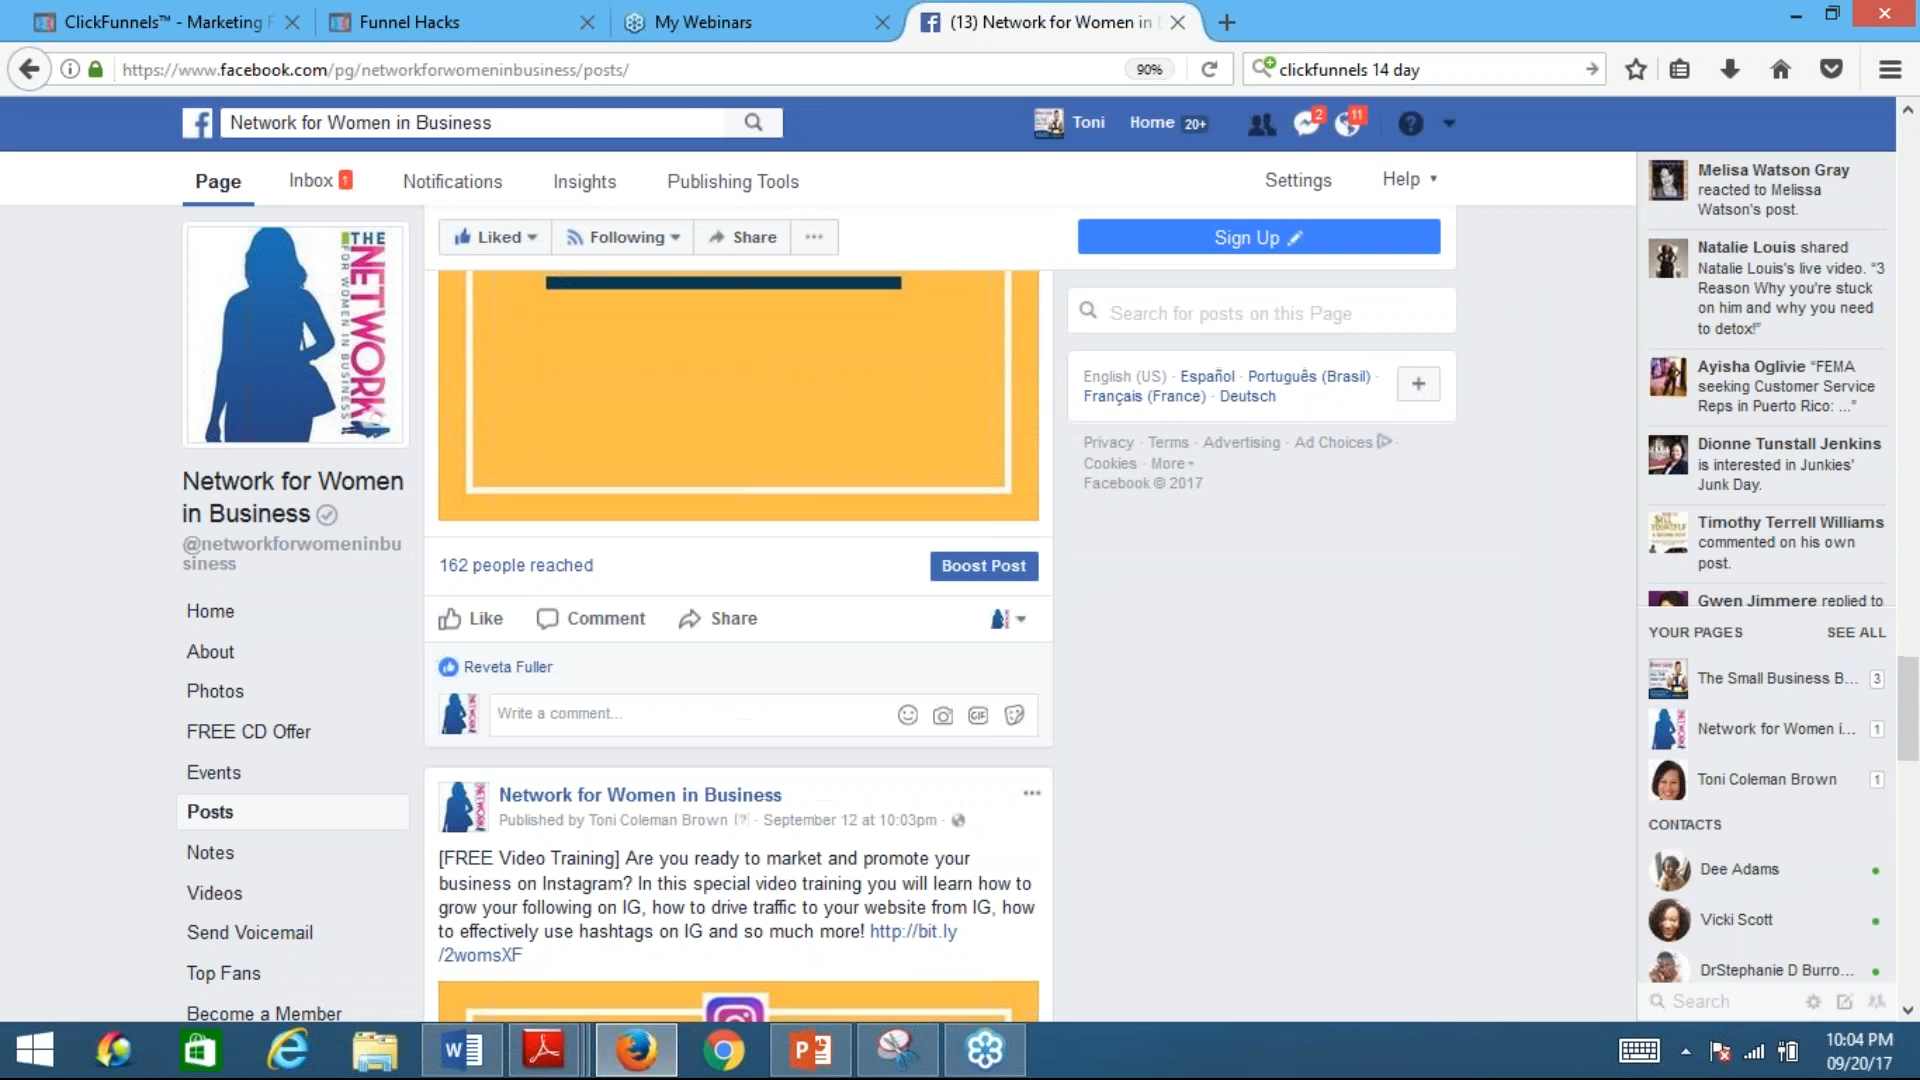 ClickFunnels™ - Marketing F
Funnel Hacks
My Webinars
(13) Network for Women in
https://www.facebook.com/pg/networkforwomeninbusiness/posts/
90%
clickfunnels 14 day
Network for Women in Business
Toni
Home 20+
2
11
Page
Inbox 1
Notifications
Insights
Publishing Tools
Settings
Help
THE
NETWORK
FOR WOMEN IN BUSINESS
Network for Women
in Business
@networkforwomeninbu
siness
Home
About
Photos
FREE CD Offer
Events
Posts
Notes
Videos
Send Voicemail
Top Fans
Become a Member
Liked
Following
Share
Sign Up
162 people reached
Boost Post
Like
Comment
Share
Reveta Fuller
Write a comment...
GIF
Network for Women in Business
Published by Toni Coleman Brown [?] · September 12 at 10:03pm ·
[FREE Video Training] Are you ready to market and promote your
business on Instagram? In this special video training you will learn how to
grow your following on IG, how to drive traffic to your website from IG, how
to effectively use hashtags on IG and so much more! http://bit.ly
/2womsXF
Search for posts on this Page
English (US) · Español · Português (Brasil) ·
Français (France) · Deutsch
Privacy · Terms · Advertising · Ad Choices ·
Cookies · More
Facebook © 2017
Melisa Watson Gray
reacted to Melissa
Watson's post.
Natalie Louis shared
Natalie Louis's live video. “3
Reason Why you're stuck
on him and why you need
to detox!”
Ayisha Oglivie “FEMA
seeking Customer Service
Reps in Puerto Rico: ...”
Dionne Tunstall Jenkins
is interested in Junkies'
Junk Day.
Timothy Terrell Williams
commented on his own
post.
Gwen Jimmere replied to
YOUR PAGES
SEE ALL
The Small Business B... 3
Network for Women i... 1
Toni Coleman Brown 1
CONTACTS
Dee Adams
Vicki Scott
DrStephanie D Burro...
Search
10:04 PM
09/20/17